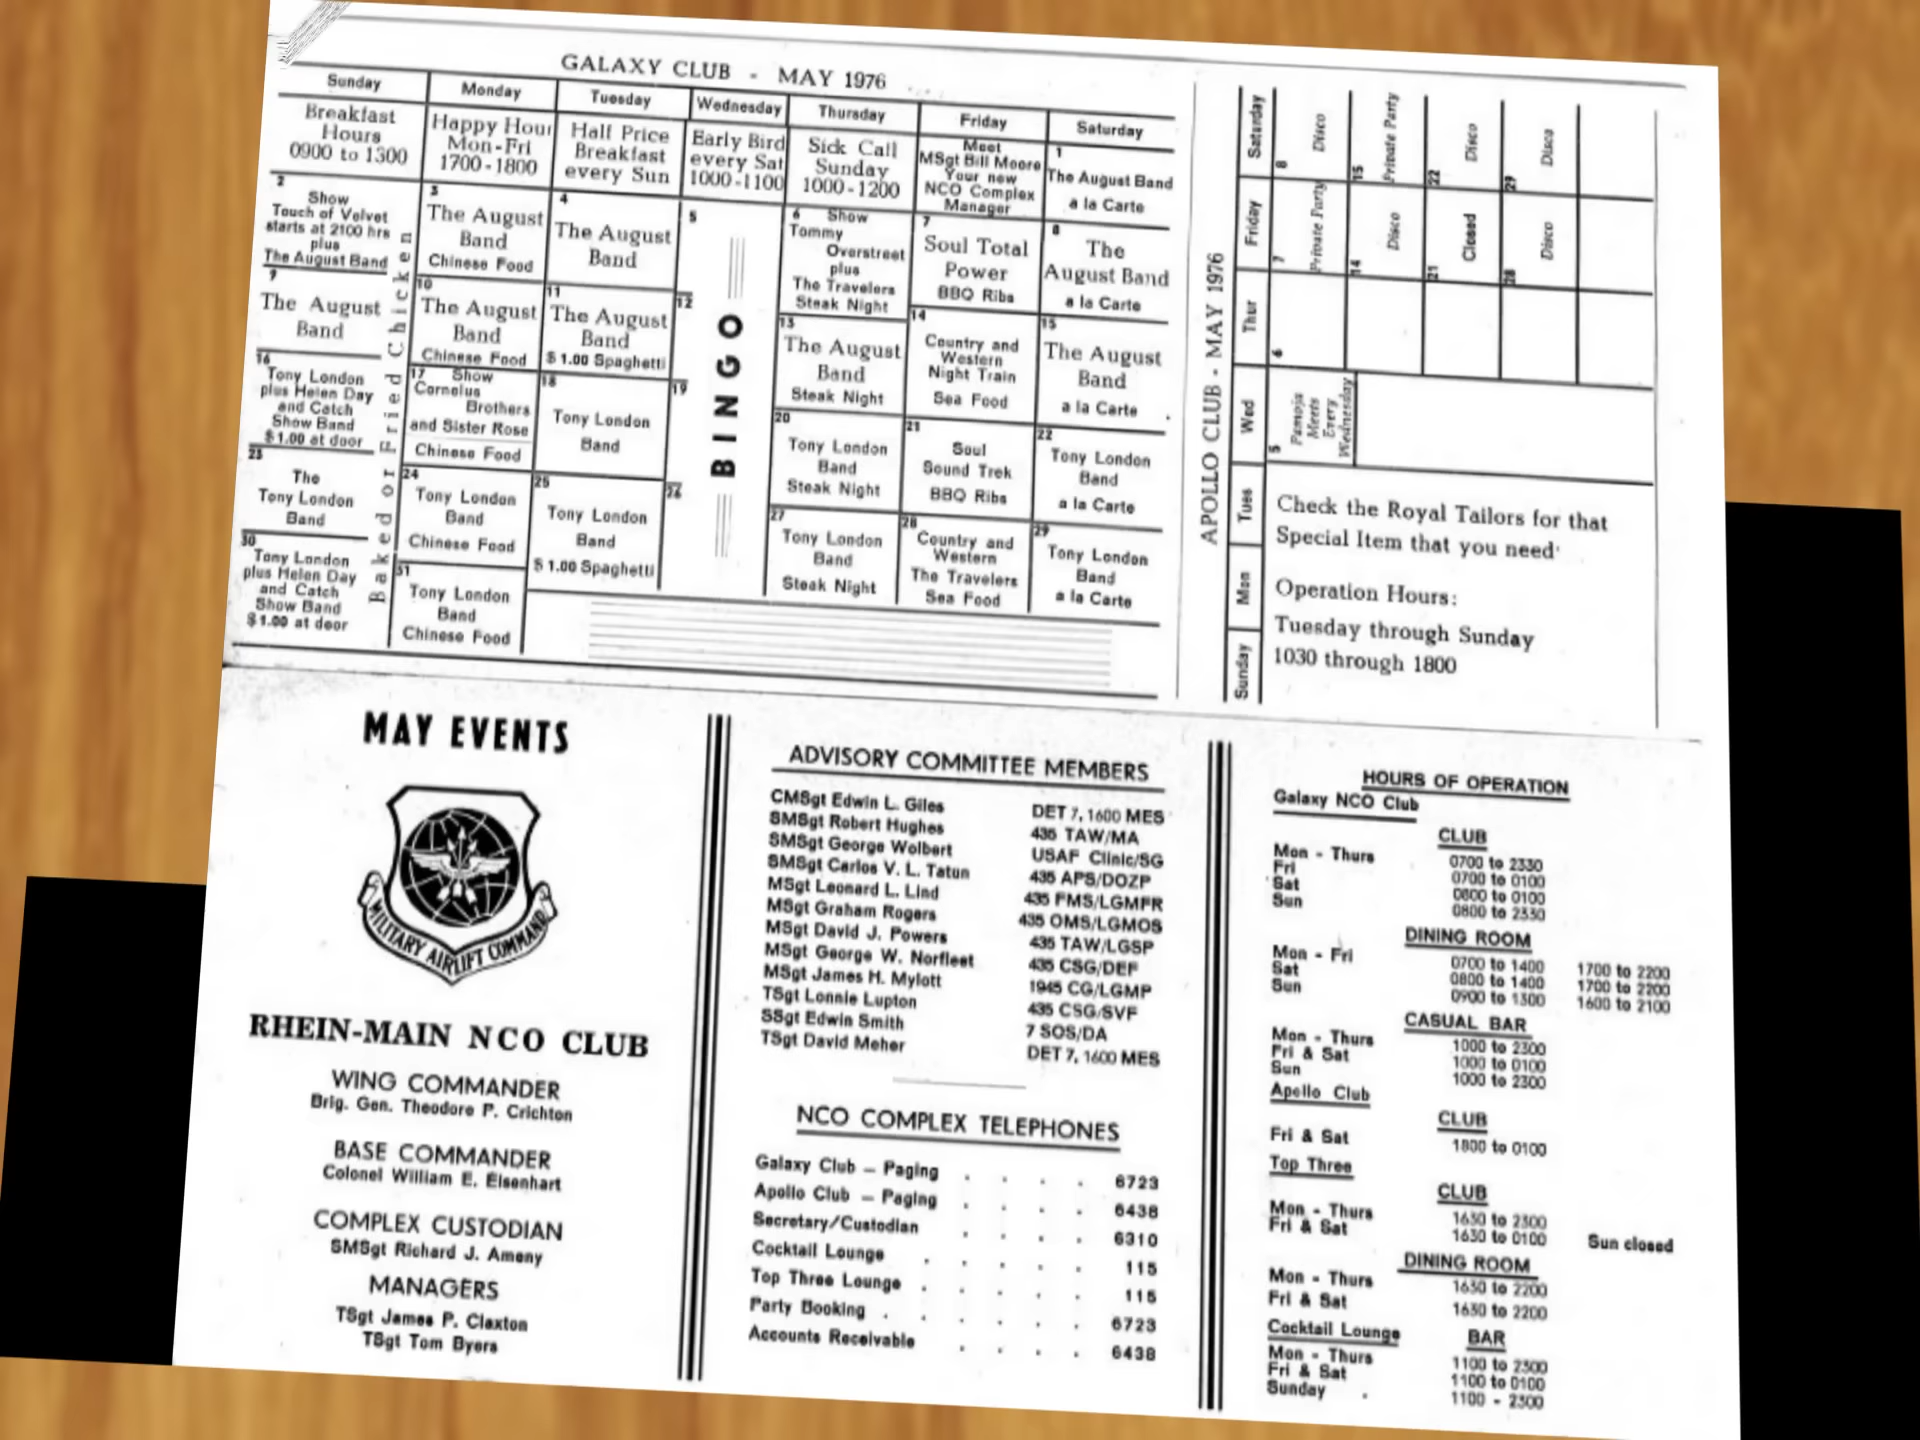 GALAXY CLUB - MAY 1976
Sunday Monday Tuesday Wednesday Thursday Friday Saturday
Breakfast
Hours
0900 to 1300
Happy Hour
Mon-Fri
1700-1800
Half Price
Breakfast
every Sun
Early Bird
every Sat
1000-1100
Sick Call
Sunday
1000-1200
Meet
MSgt Bill Moore
Your new
NCO Complex
Manager
1
The August Band
a la Carte
2
Show
Touch of Velvet
starts at 2100 hrs
plus
The August Band
3
The August
Band
Chinese Food
4
The August
Band
5
6 Show
Tommy
Overstreet
plus
The Travelers
Steak Night
7
Soul Total
Power
BBQ Ribs
8
The
August Band
a la Carte
9
The August
Band
10
The August
Band
Chinese Food
11
The August
Band
$1.00 Spaghetti
12
13
The August
Band
Steak Night
14
Country and
Western
Night Train
Sea Food
15
The August
Band
a la Carte
16
Tony London
plus Helen Day
and Catch
Show Band
$1.00 at door
17 Show
Cornelus
Brothers
and Sister Rose
Chinese Food
18
Tony London
Band
19
20
Tony London
Band
Steak Night
21
Soul
Sound Trek
BBQ Ribs
22
Tony London
Band
a la Carte
23
The
Tony London
Band
24
Tony London
Band
Chinese Food
25
Tony London
Band
$1.00 Spaghetti
26
27
Tony London
Band
Steak Night
28
Country and
Western
The Travelers
Sea Food
29
Tony London
Band
a la Carte
30
Tony London
plus Helen Day
and Catch
Show Band
$1.00 at door
31
Tony London
Band
Chinese Food
Baked or Fried Chicken
BINGO
APOLLO CLUB - MAY 1976
Sunday Mon Tues Wed Thur Friday Saturday
5
Pamoja
Meets
Every
Wednesday
6
7
Private Party
8
Disco
14
Disco
15
Private Party
21
Closed
22
Disco
28
Disco
29
Disco
Check the Royal Tailors for that
Special Item that you need
Operation Hours:
Tuesday through Sunday
1030 through 1800
MAY EVENTS
MILITARY AIRLIFT COMMAND
RHEIN-MAIN NCO CLUB
WING COMMANDER
Brig. Gen. Theodore P. Crichton
BASE COMMANDER
Colonel William E. Eisenhart
COMPLEX CUSTODIAN
SMSgt Richard J. Ameny
MANAGERS
TSgt James P. Claxton
TSgt Tom Byers
ADVISORY COMMITTEE MEMBERS
CMSgt Edwin L. Giles DET 7, 1600 MES
SMSgt Robert Hughes 435 TAW/MA
SMSgt George Wolbert USAF Clinic/SG
SMSgt Carlos V. L. Tatun 435 APS/DOZP
MSgt Leonard L. Lind 435 FMS/LGMFR
MSgt Graham Rogers 435 OMS/LGMOS
MSgt David J. Powers 435 TAW/LGSP
MSgt George W. Norfleet 435 CSG/DEF
MSgt James H. Mylott 1945 CG/LGMP
TSgt Lonnie Lupton 435 CSG/SVF
SSgt Edwin Smith 7 SOS/DA
TSgt David Meher DET 7, 1600 MES
NCO COMPLEX TELEPHONES
Galaxy Club – Paging . . . . 6723
Apollo Club – Paging . . . . 6438
Secretary/Custodian . . . . 6310
Cocktail Lounge . . . . . 115
Top Three Lounge . . . . . 115
Party Booking . . . . . . 6723
Accounts Receivable . . . . 6438
HOURS OF OPERATION
Galaxy NCO Club
CLUB
Mon - Thurs 0700 to 2330
Fri 0700 to 0100
Sat 0800 to 0100
Sun 0800 to 2330
DINING ROOM
Mon - Fri 0700 to 1400 1700 to 2200
Sat 0800 to 1400 1700 to 2200
Sun 0900 to 1300 1600 to 2100
CASUAL BAR
Mon - Thurs 1000 to 2300
Fri & Sat 1000 to 0100
Sun 1000 to 2300
Apollo Club
CLUB
Fri & Sat 1800 to 0100
Top Three
CLUB
Mon - Thurs 1630 to 2300
Fri & Sat 1630 to 0100 Sun closed
DINING ROOM
Mon - Thurs 1630 to 2200
Fri & Sat 1630 to 2200
Cocktail Lounge
BAR
Mon - Thurs 1100 to 2300
Fri & Sat 1100 to 0100
Sunday 1100 - 2300